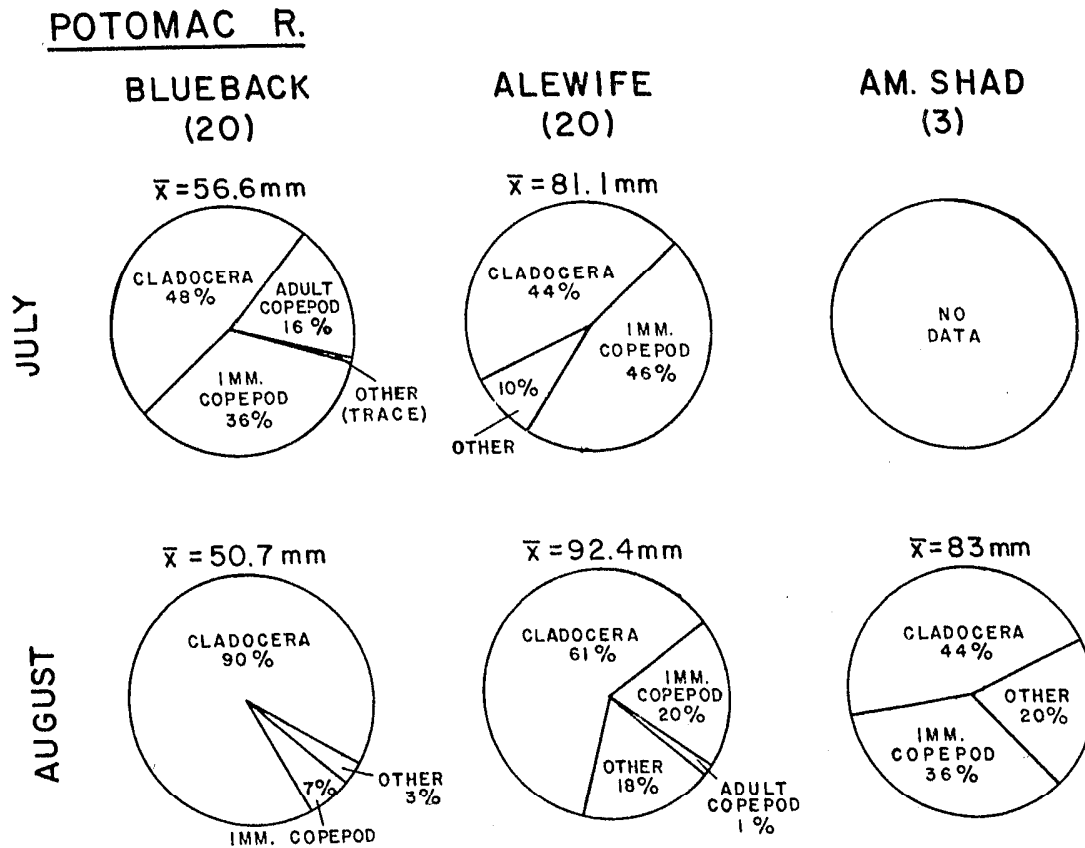 POTOMAC R.
BLUEBACK
(20)
ALEWIFE
(20)
AM. SHAD
(3)
JULY
x̄ = 56.6 mm
CLADOCERA
48%
ADULT
COPEPOD
16 %
IMM.
COPEPOD
36%
OTHER
(TRACE)
x̄ = 81.1 mm
CLADOCERA
44%
IMM.
COPEPOD
46%
10%
OTHER
NO
DATA
AUGUST
x̄ = 50.7 mm
CLADOCERA
90%
7%
OTHER
3%
IMM. COPEPOD
x̄ = 92.4 mm
CLADOCERA
61%
IMM.
COPEPOD
20%
OTHER
18%
ADULT
COPEPOD
1 %
x̄ = 83 mm
CLADOCERA
44%
OTHER
20%
IMM.
COPEPOD
36%